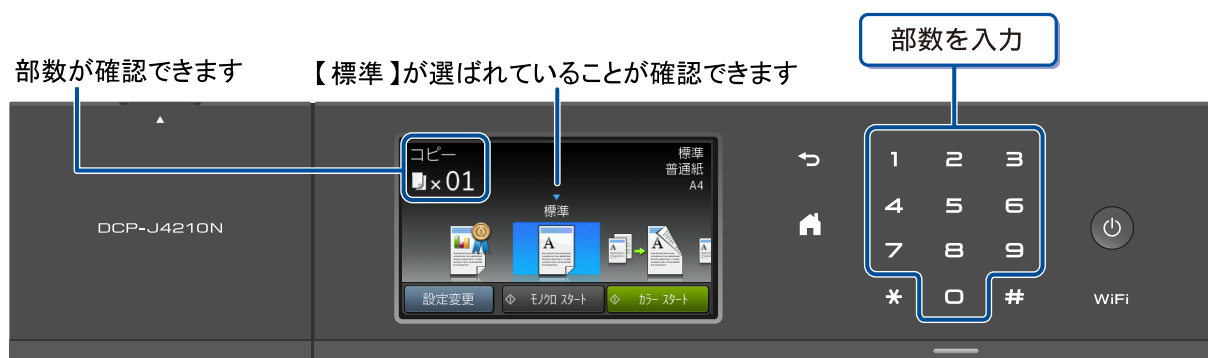 部数を入力
部数が確認できます
【標準】が選ばれていることが確認できます
DCP-J4210N
コピー
×01
標準
普通紙
A4
標準
A
A
設定変更
モノクロ スタート
カラー スタート
1 2 3
4 5 6
7 8 9
* 0 #
WiFi